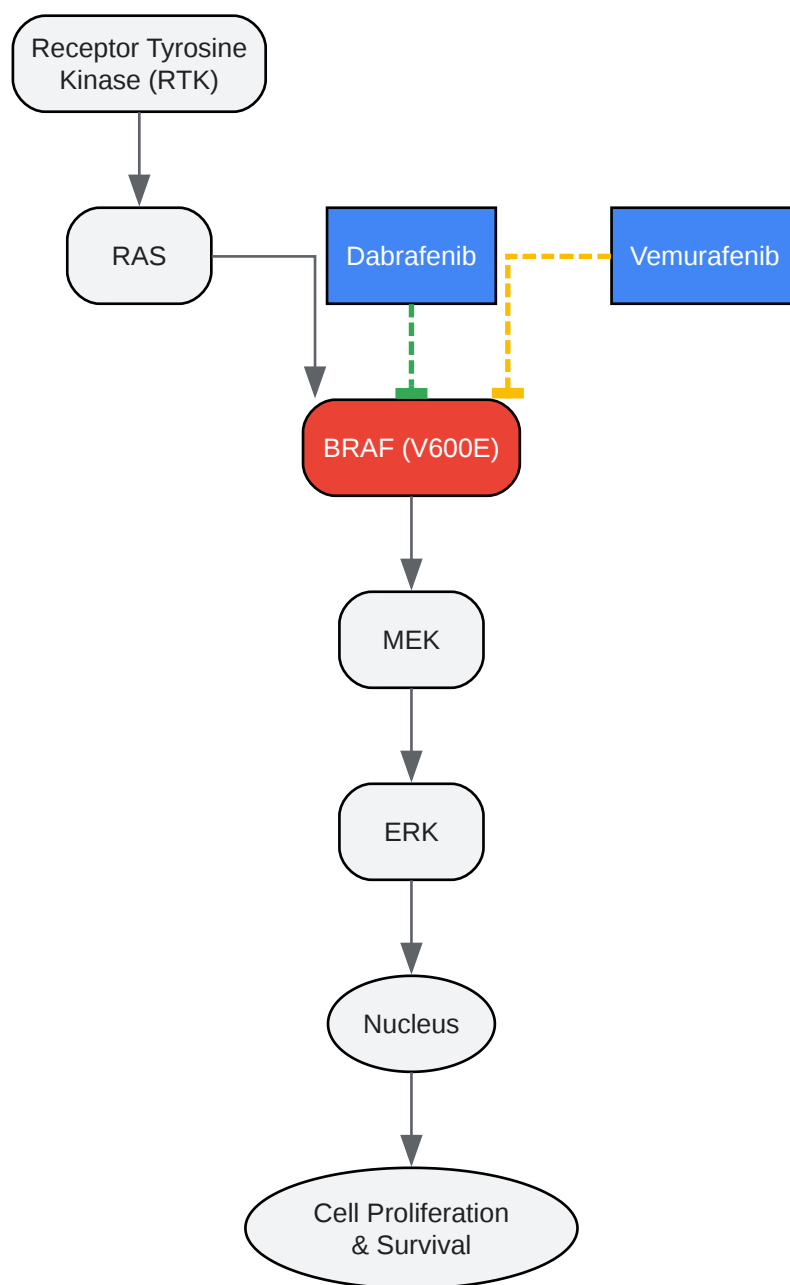 Receptor Tyrosine
Kinase (RTK)
RAS
Dabrafenib
Vemurafenib
BRAF (V600E)
MEK
ERK
Nucleus
Cell Proliferation
& Survival